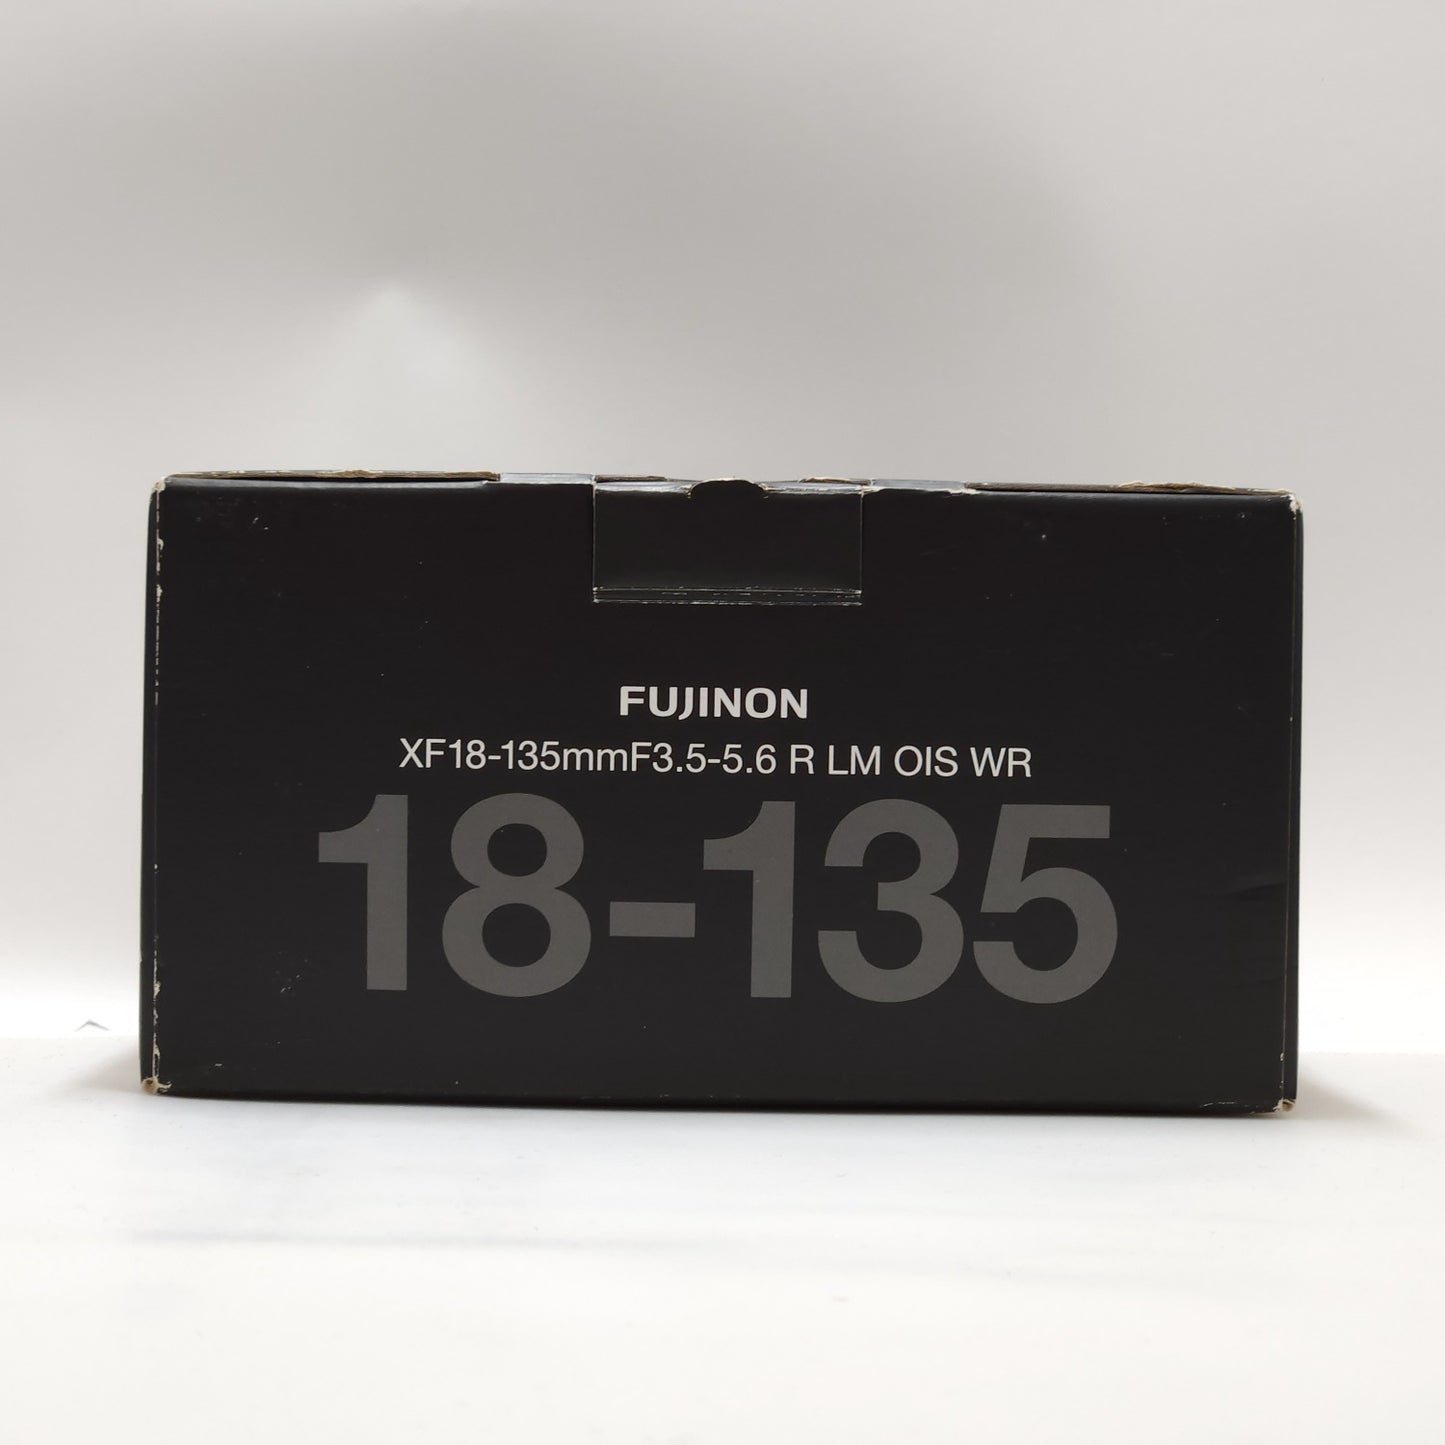 FUJINON
XF18-135mmF3.5-5.6 R LM OIS WR
18-135